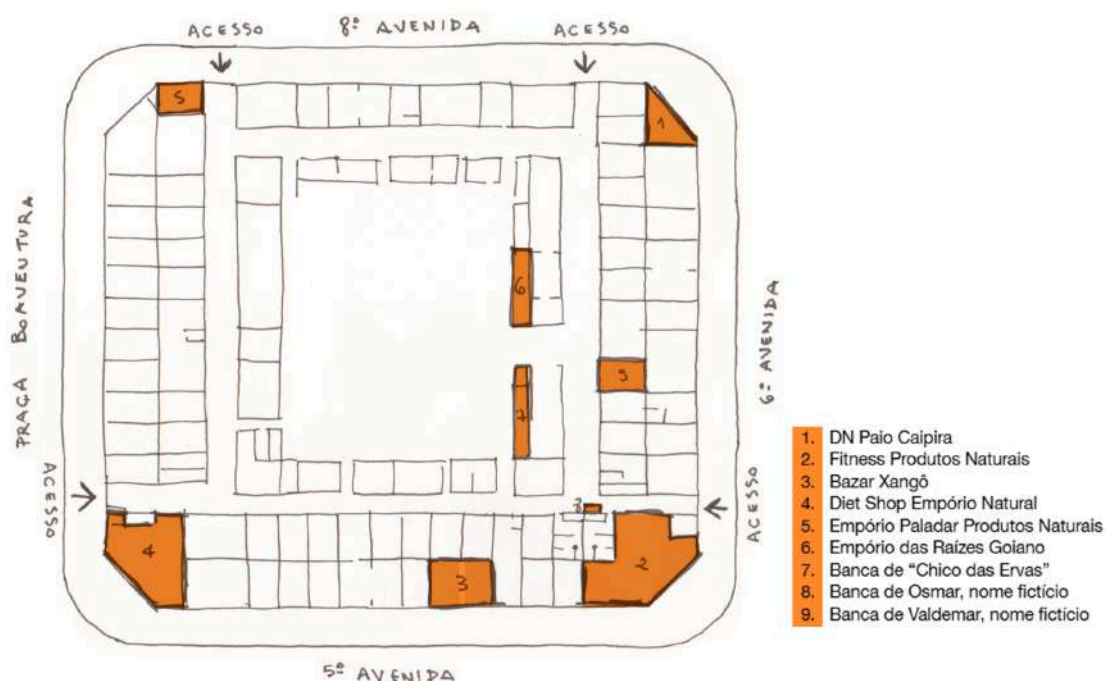 8ª AVENIDA
ACESSO
ACESSO
5
1
PRAÇA BOAVENTURA
6
9
7
6ª AVENIDA
ACESSO
ACESSO
8
4
3
2
5ª AVENIDA
1. DN Paio Caipira
2. Fitness Produtos Naturais
3. Bazar Xangô
4. Diet Shop Empório Natural
5. Empório Paladar Produtos Naturais
6. Empório das Raízes Goiano
7. Banca de “Chico das Ervas”
8. Banca de Osmar, nome fictício
9. Banca de Valdemar, nome fictício